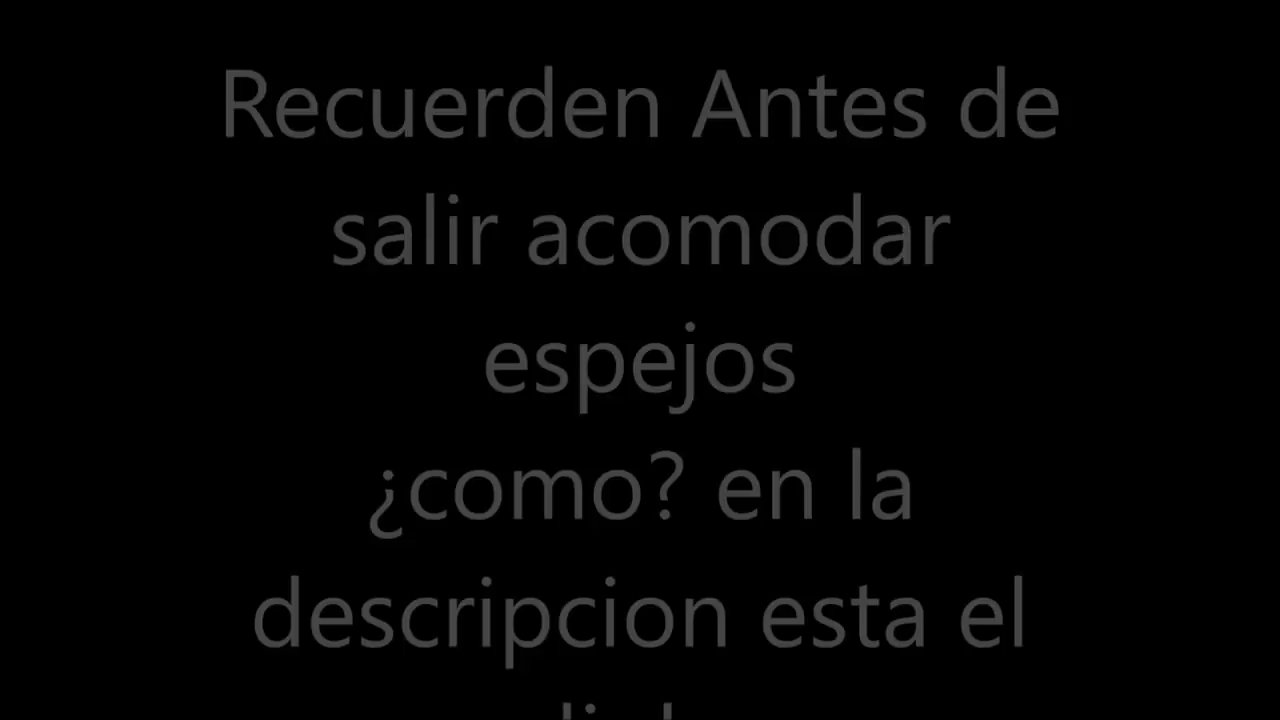 Recuerden Antes de
salir acomodar
espejos
¿como? en la
descripcion esta el